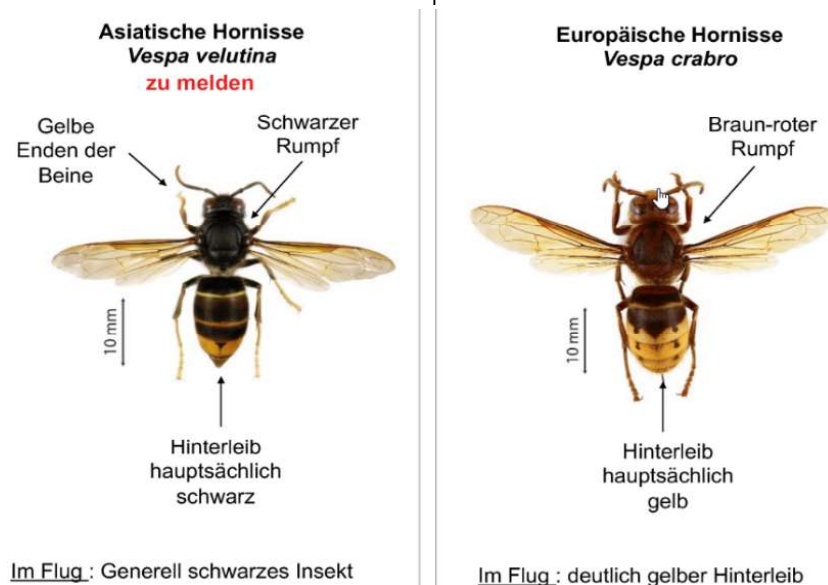 Asiatische Hornisse
Vespa velutina
zu melden
Gelbe
Enden der
Beine
Schwarzer
Rumpf
10 mm
Hinterleib
hauptsächlich
schwarz
Im Flug : Generell schwarzes Insekt
Europäische Hornisse
Vespa crabro
Braun-roter
Rumpf
10 mm
Hinterleib
hauptsächlich
gelb
Im Flug : deutlich gelber Hinterleib